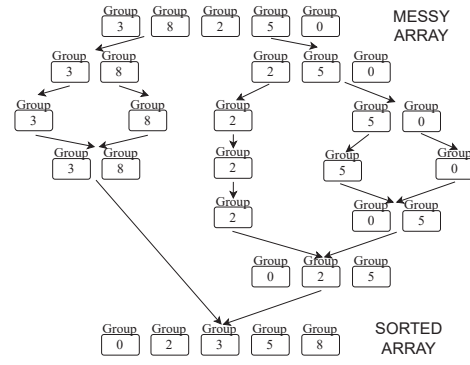 Group Group Group Group Group MESSY
3 8 2 5 0 ARRAY
Group Group Group Group Group
3 8 2 5 0
Group Group Group Group Group
3 8 2 5 0
Group Group Group Group Group
3 8 2 5 0
Group Group Group
2 0 5
Group Group Group
0 2 5
Group Group Group Group Group SORTED
0 2 3 5 8 ARRAY